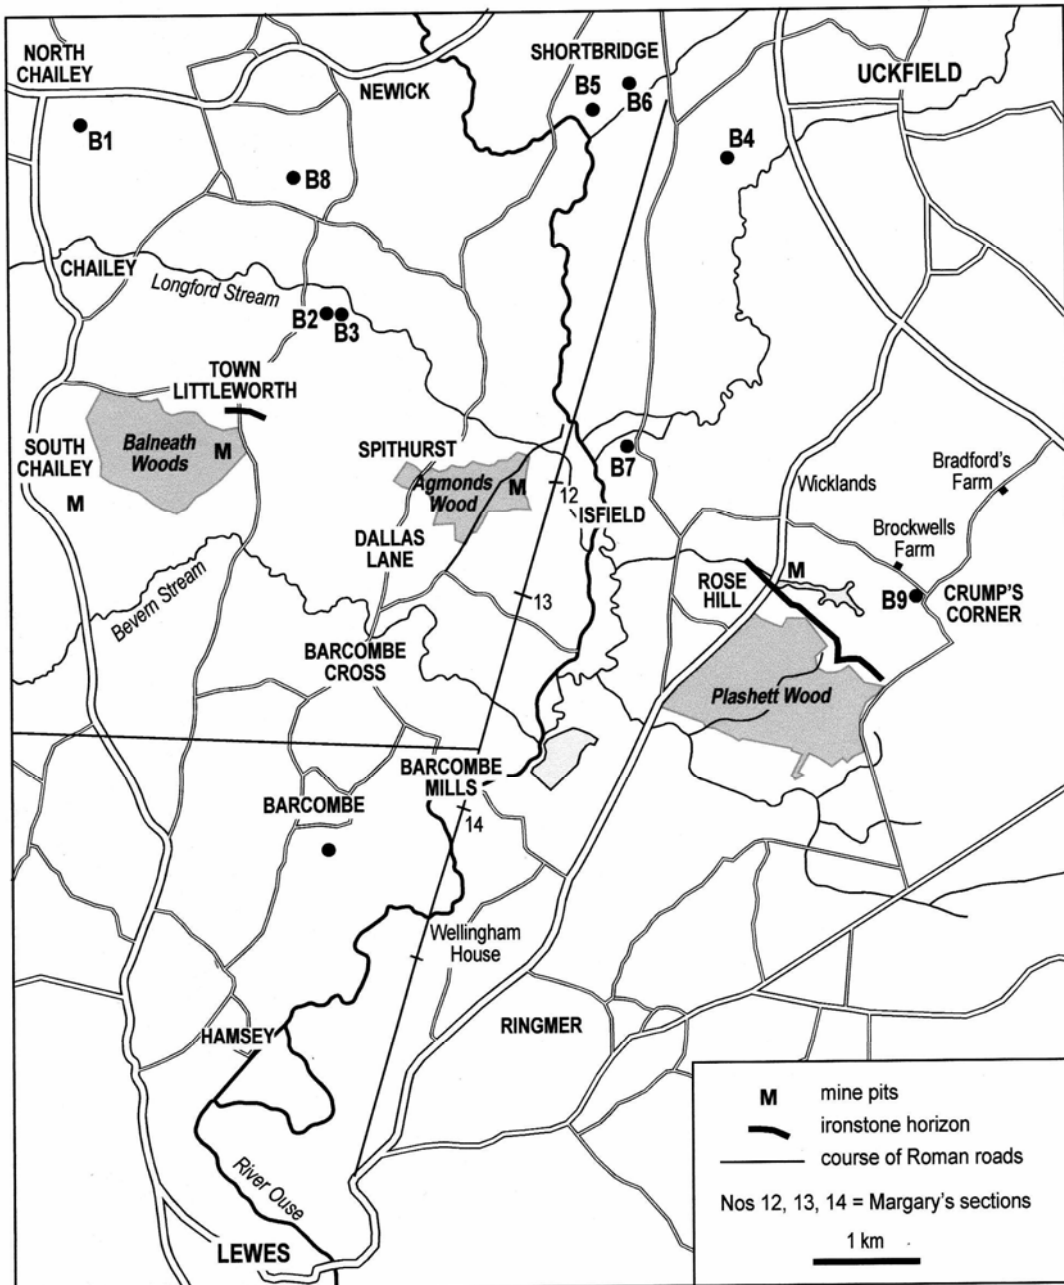 NORTH
CHAILEY
SHORTBRIDGE
UCKFIELD
NEWICK
B5
B6
B1
B4
B8
CHAILEY
Longford Stream
B2
B3
TOWN
LITTLEWORTH
SOUTH
CHAILEY
Balneath
Woods
M
M
SPITHURST
Agmonds
Wood
M
12
B7
ISFIELD
Wicklands
Bradford's
Farm
Brockwells
Farm
DALLAS
LANE
Bevern Stream
13
ROSE
HILL
M
B9
CRUMP'S
CORNER
BARCOMBE
CROSS
Plashett Wood
BARCOMBE
MILLS
BARCOMBE
14
Wellingham
House
HAMSEY
RINGMER
River Ouse
LEWES
M mine pits
ironstone horizon
course of Roman roads
Nos 12, 13, 14 = Margary's sections
1 km